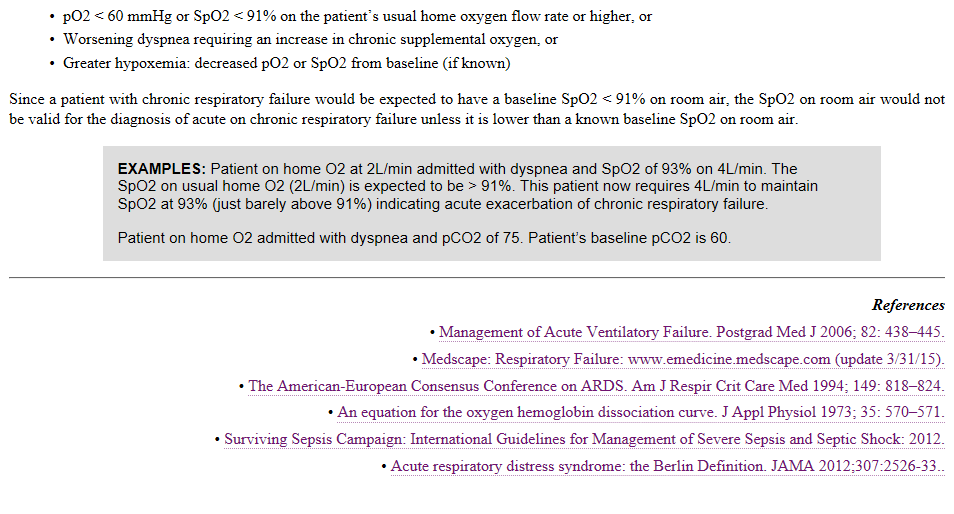 • pO2 < 60 mmHg or SpO2 < 91% on the patient’s usual home oxygen flow rate or higher, or
• Worsening dyspnea requiring an increase in chronic supplemental oxygen, or
• Greater hypoxemia: decreased pO2 or SpO2 from baseline (if known)
Since a patient with chronic respiratory failure would be expected to have a baseline SpO2 < 91% on room air, the SpO2 on room air would not
be valid for the diagnosis of acute on chronic respiratory failure unless it is lower than a known baseline SpO2 on room air.
EXAMPLES: Patient on home O2 at 2L/min admitted with dyspnea and SpO2 of 93% on 4L/min. The
SpO2 on usual home O2 (2L/min) is expected to be > 91%. This patient now requires 4L/min to maintain
SpO2 at 93% (just barely above 91%) indicating acute exacerbation of chronic respiratory failure.
Patient on home O2 admitted with dyspnea and pCO2 of 75. Patient’s baseline pCO2 is 60.
References
• Management of Acute Ventilatory Failure. Postgrad Med J 2006; 82: 438–445.
• Medscape: Respiratory Failure: www.emedicine.medscape.com (update 3/31/15).
• The American-European Consensus Conference on ARDS. Am J Respir Crit Care Med 1994; 149: 818–824.
• An equation for the oxygen hemoglobin dissociation curve. J Appl Physiol 1973; 35: 570–571.
• Surviving Sepsis Campaign: International Guidelines for Management of Severe Sepsis and Septic Shock: 2012.
• Acute respiratory distress syndrome: the Berlin Definition. JAMA 2012;307:2526-33..